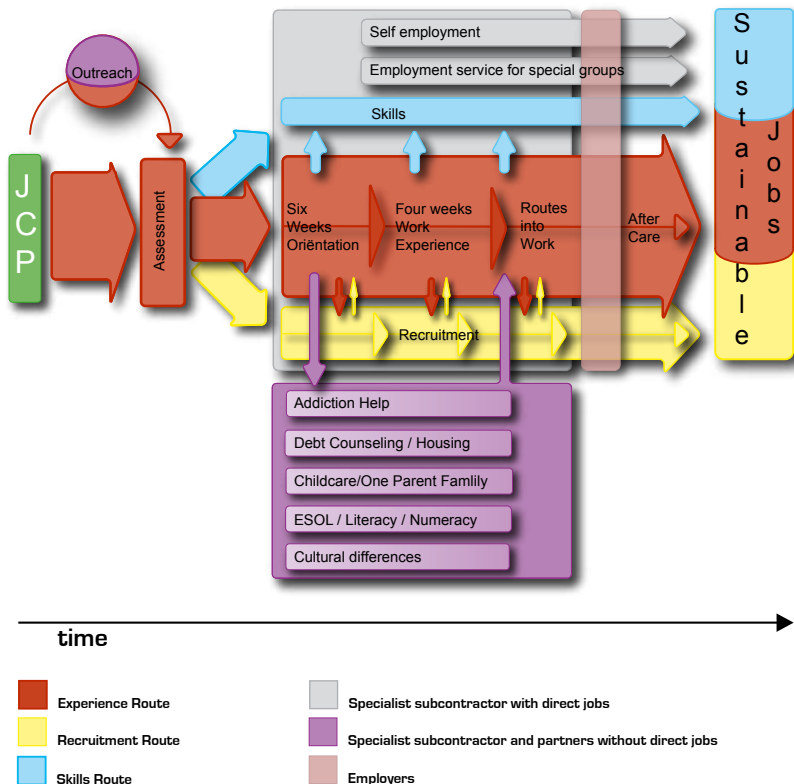 Self employment
Employment service for special groups
Skills
Outreach
JCP
Assessment
Six
Weeks
Oriëntation
Four weeks
Work
Experience
Routes
into
Work
After
Care
Recruitment
Sustainable
Jobs
Addiction Help
Debt Counseling / Housing
Childcare/One Parent Famlily
ESOL / Literacy / Numeracy
Cultural differences
time
Experience Route
Recruitment Route
Skills Route
Specialist subcontractor with direct jobs
Specialist subcontractor and partners without direct jobs
Employers